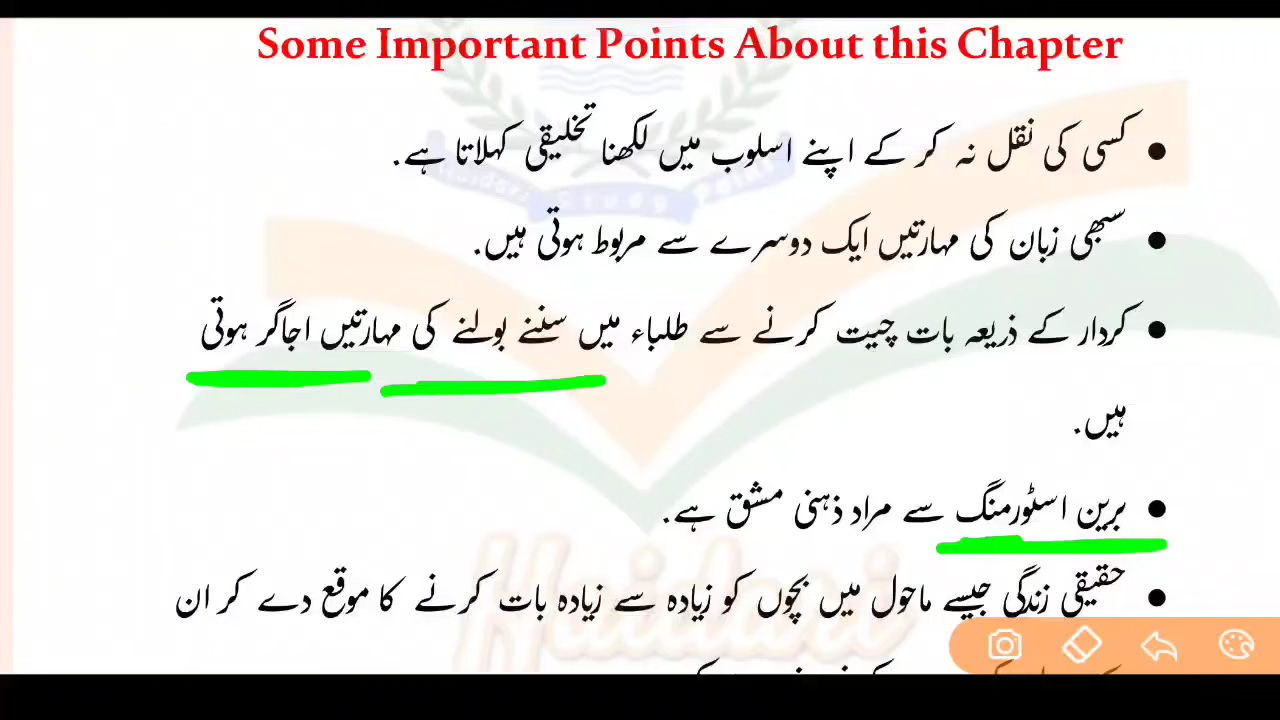 Some Important Points About this Chapter
• کسی کی نقل نہ کر کے اپنے اسلوب میں لکھنا تخلیقی کہلاتا ہے.
• سبھی زبان کی مہارتیں ایک دوسرے سے مربوط ہوتی ہیں.
• کردار کے ذریعہ بات چیت کرنے سے طلباء میں سننے بولنے کی مہارتیں اجاگر ہوتی
ہیں.
• برین اسٹورمنگ سے مراد ذہنی مشق ہے.
• حقیقی زندگی جیسے ماحول میں بچوں کو زیادہ سے زیادہ بات کرنے کا موقع دے کر ان
Haidari